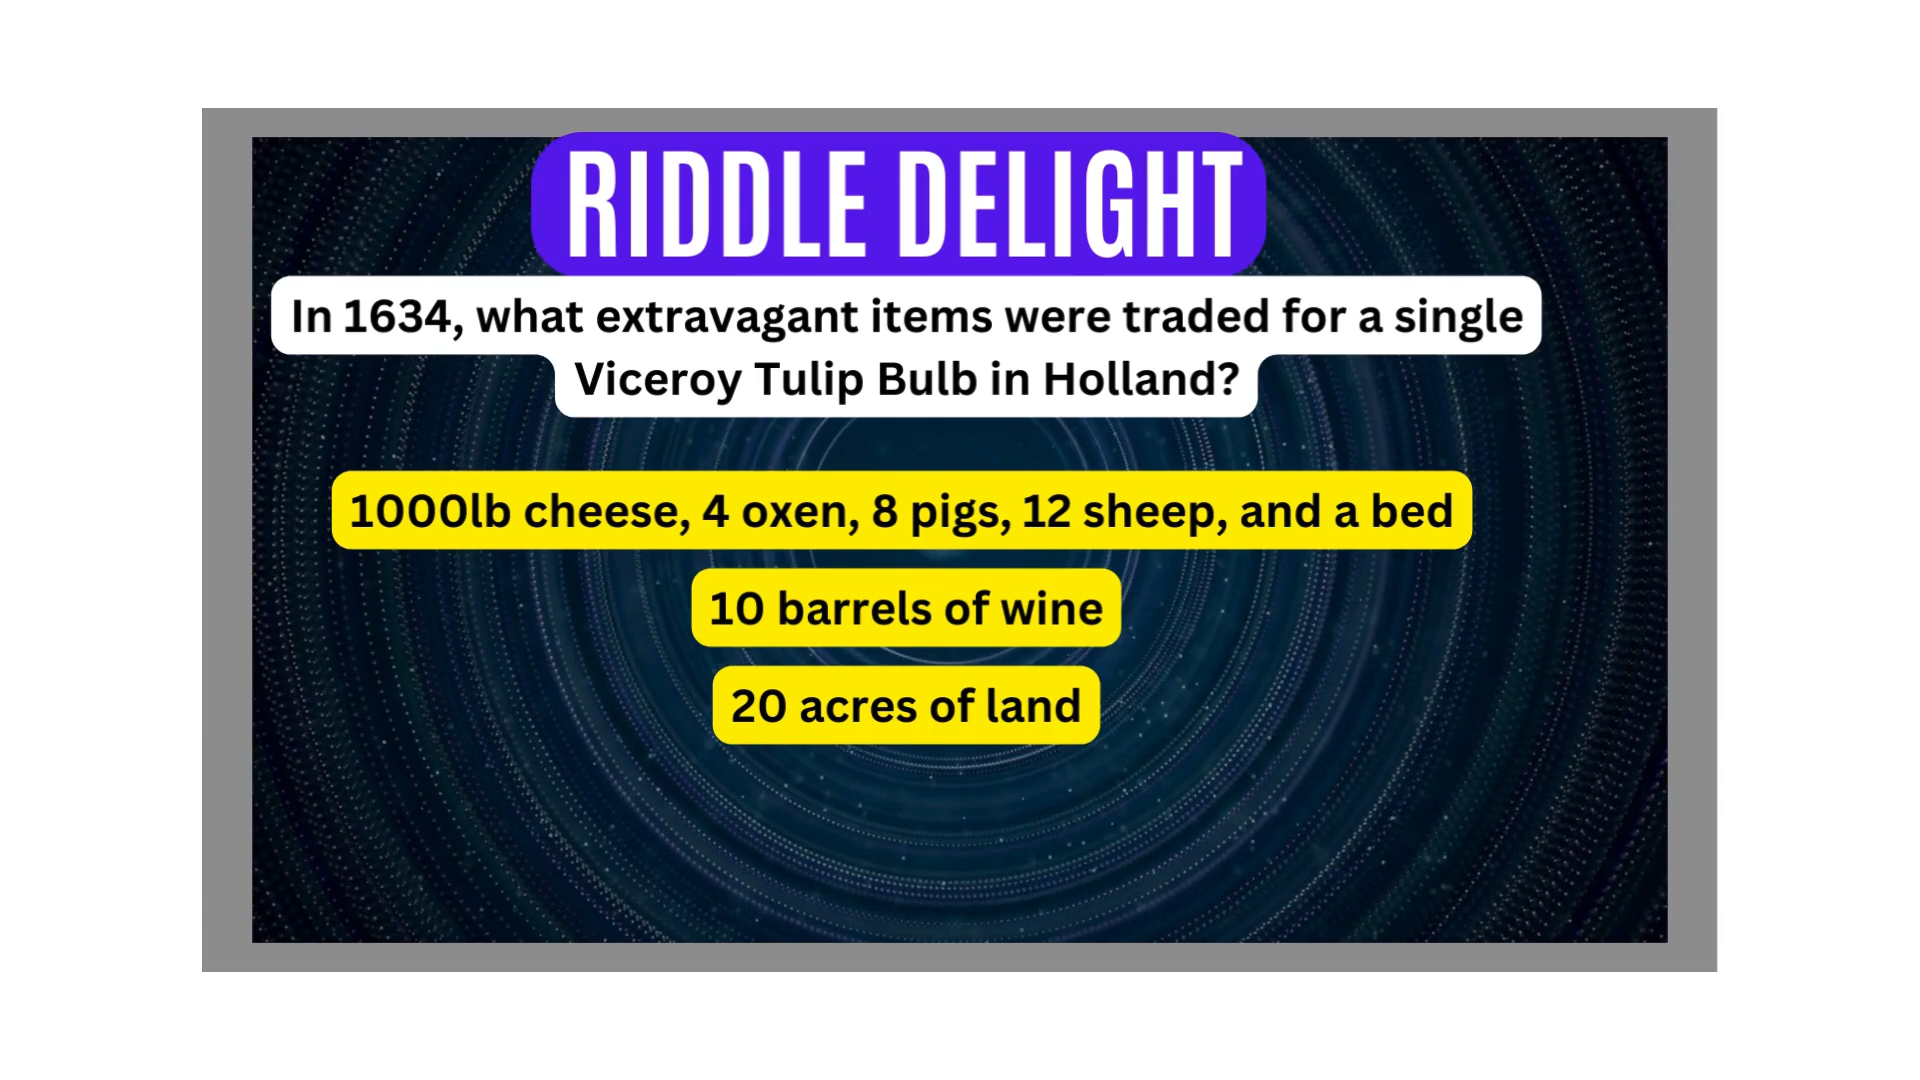 RIDDLE DELIGHT
In 1634, what extravagant items were traded for a single
Viceroy Tulip Bulb in Holland?
1000lb cheese, 4 oxen, 8 pigs, 12 sheep, and a bed
10 barrels of wine
20 acres of land